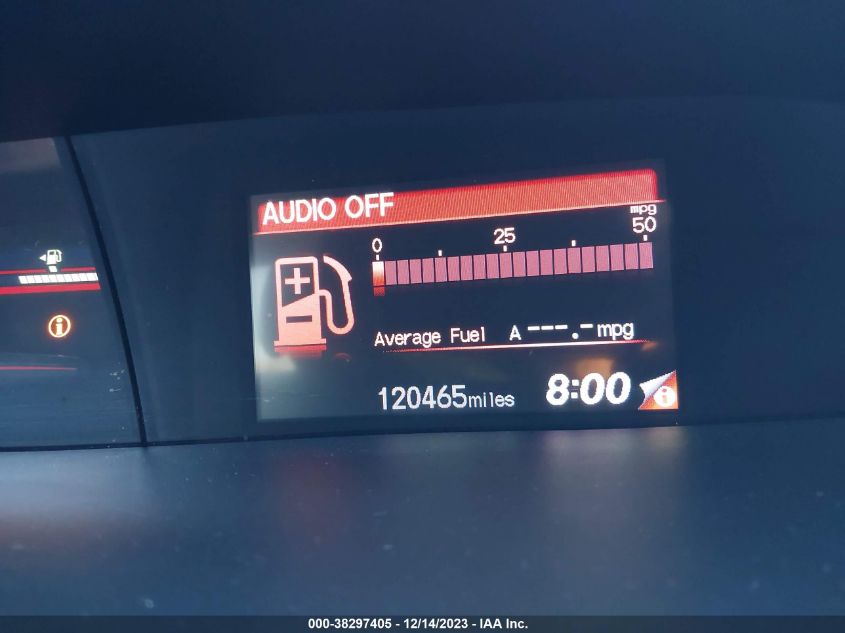 AUDIO OFF
mpg
0 25 50
Average Fuel A ---.- mpg
120465miles 8:00 i
i
000-38297405 - 12/14/2023 - IAA Inc.